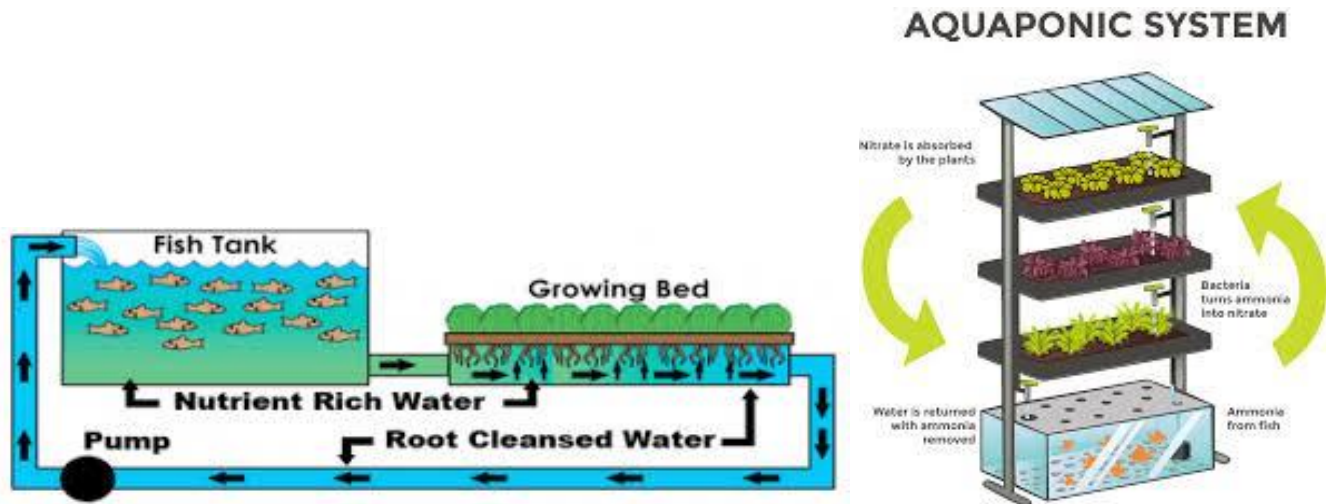 AQUAPONIC SYSTEM
Fish Tank
Growing Bed
Nutrient Rich Water
Root Cleansed Water
Pump
Nitrate is absorbed
by the plants
Bacteria
turns ammonia
into nitrate
Water is returned
with ammonia
removed
Ammonia
from fish